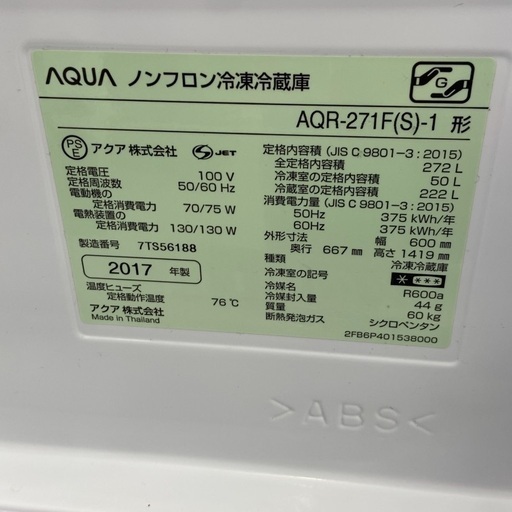 AQUA ノンフロン冷凍冷蔵庫
G
AQR-271F(S)-1 形
PS E アクア株式会社 S JET
定格電圧 100 V
定格周波数 50/60 Hz
電動機の
定格消費電力 70/75 W
電熱装置の
定格消費電力 130/130 W
製造番号 7TS56188
2017 年製
温度ヒューズ
定格動作温度 76℃
アクア株式会社
Made in Thailand
定格内容積 (JIS C 9801-3:2015)
全定格内容積 272 L
冷凍室の定格内容積 50 L
冷蔵室の定格内容積 222 L
消費電力量 (JIS C 9801-3:2015)
50Hz 375 kWh/年
60Hz 375 kWh/年
外形寸法 幅 600 mm
奥行 667 mm 高さ 1419 mm
種類 冷凍冷蔵庫
冷凍室の記号 * ***
冷媒名 R600a
冷媒封入量 44 g
質量 60 kg
断熱発泡ガス シクロペンタン
2FB6P401538000
>ABS<